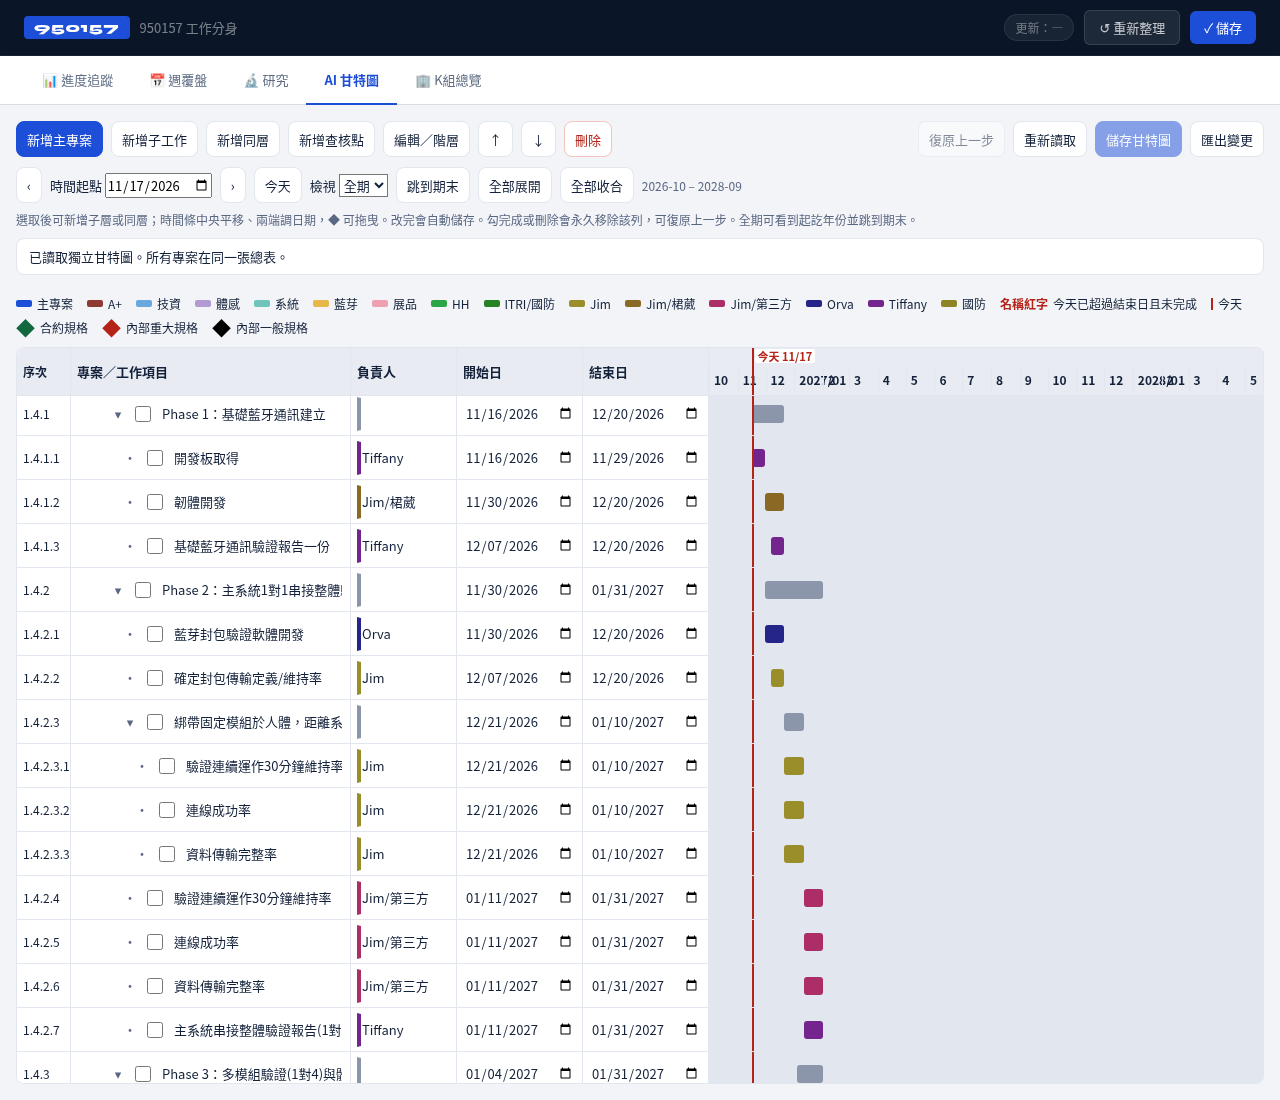 950157 950157 工作分身 更新：— ↺ 重新整理 ✓ 儲存
📊 進度追蹤 📅 週覆盤 🔬 研究 AI 甘特圖 🏢 K組總覽
新增主專案 新增子工作 新增同層 新增查核點 編輯／階層 ↑ ↓ 刪除 復原上一步 重新讀取 儲存甘特圖 匯出變更
‹ 時間起點 11/17/2026 › 今天 檢視 全期 跳到期末 全部展開 全部收合 2026-10 – 2028-09
選取後可新增子層或同層；時間條中央平移、兩端調日期，◆ 可拖曳。改完會自動儲存。勾完成或刪除會永久移除該列，可復原上一步。全期可看到起訖年份並跳到期末。
已讀取獨立甘特圖。所有專案在同一張總表。
主專案 A+ 技資 體感 系統 藍芽 展品 HH ITRI/國防 Jim Jim/桾葳 Jim/第三方 Orva Tiffany 國防 名稱紅字 今天已超過結束日且未完成 今天
合約規格 內部重大規格 內部一般規格
今天 11/17
序次 專案／工作項目 負責人 開始日 結束日 10 11 12 3 4 5 6 7 8 9 10 11 12 3 4 5
1.4.1 ▾ Phase 1：基礎藍牙通訊建立 11/16/2026 12/20/2026
1.4.1.1 • 開發板取得 Tiffany 11/16/2026 11/29/2026
1.4.1.2 • 韌體開發 Jim/桾葳 11/30/2026 12/20/2026
1.4.1.3 • 基礎藍牙通訊驗證報告一份 Tiffany 12/07/2026 12/20/2026
1.4.2 ▾ Phase 2：主系統1對1串接整體 11/30/2026 01/31/2027
1.4.2.1 • 藍芽封包驗證軟體開發 Orva 11/30/2026 12/20/2026
1.4.2.2 • 確定封包傳輸定義/維持率 Jim 12/07/2026 12/20/2026
1.4.2.3 ▾ 綁帶固定模組於人體，距離系 12/21/2026 01/10/2027
1.4.2.3.1 • 驗證連續運作30分鐘維持率 Jim 12/21/2026 01/10/2027
1.4.2.3.2 • 連線成功率 Jim 12/21/2026 01/10/2027
1.4.2.3.3 • 資料傳輸完整率 Jim 12/21/2026 01/10/2027
1.4.2.4 • 驗證連續運作30分鐘維持率 Jim/第三方 01/11/2027 01/31/2027
1.4.2.5 • 連線成功率 Jim/第三方 01/11/2027 01/31/2027
1.4.2.6 • 資料傳輸完整率 Jim/第三方 01/11/2027 01/31/2027
1.4.2.7 • 主系統串接整體驗證報告(1對 Tiffany 01/11/2027 01/31/2027
1.4.3 ▾ Phase 3：多模組驗證(1對4)與 01/04/2027 01/31/2027